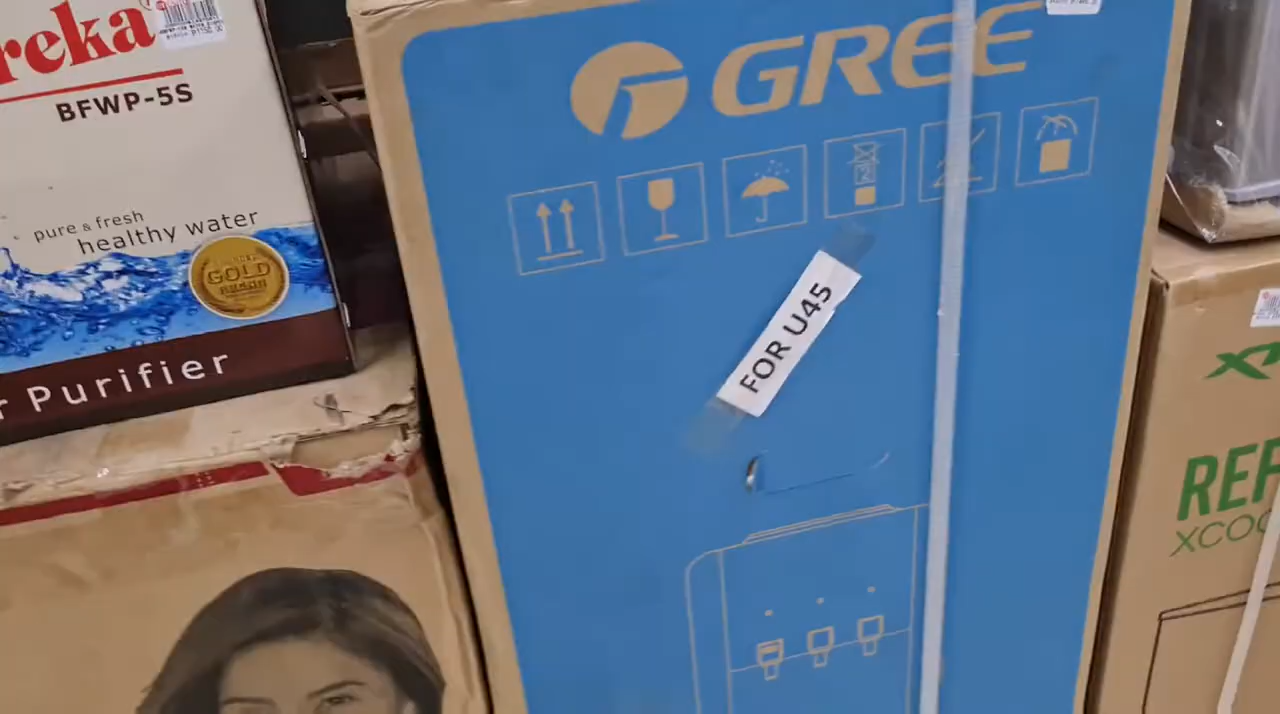 reka
BFWP-5S
pure & fresh
healthy water
GOLD
Purifier
GREE
FOR U45
REF
XCOO